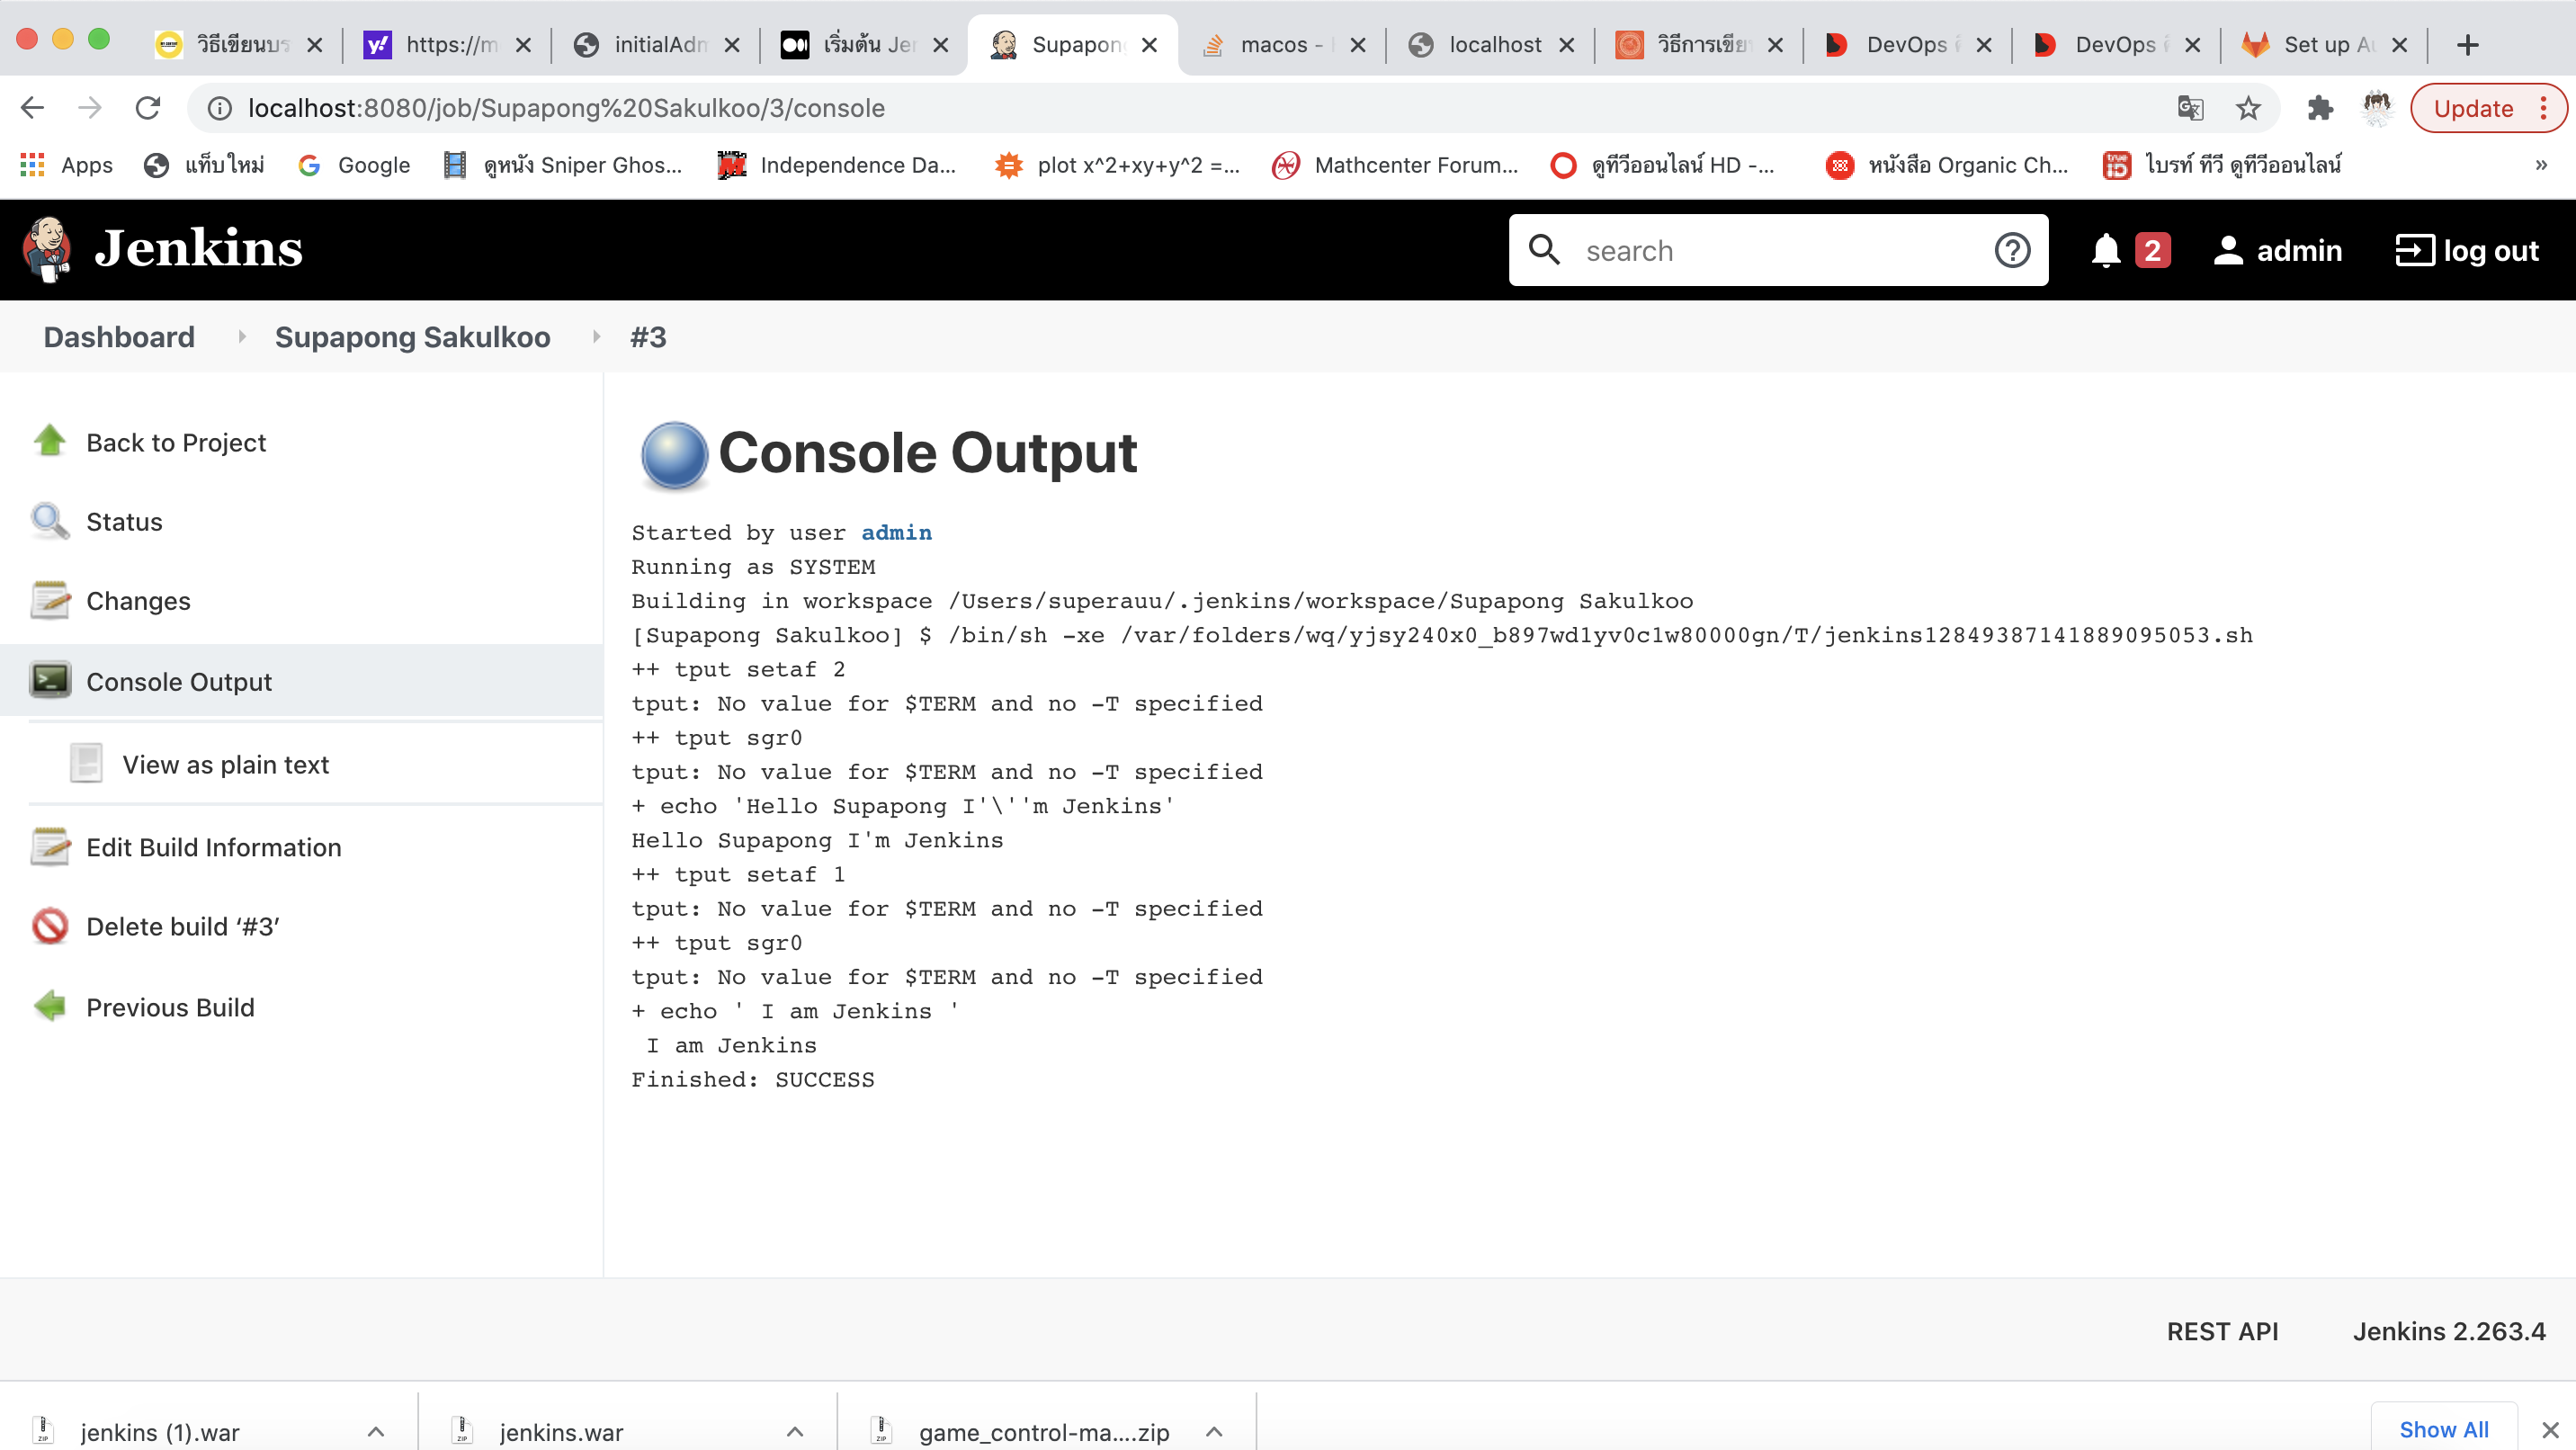 วิธีเขียนบร
https://m
initialAdm
เริ่มต้น Jen
Supapong
macos -
localhost
วิธีการเขีย
DevOps
DevOps
Set up Au
localhost:8080/job/Supapong%20Sakulkoo/3/console
Update
Apps
แท็บใหม่
Google
ดูหนัง Sniper Ghos...
Independence Da...
plot x^2+xy+y^2 =...
Mathcenter Forum...
ดูทีวีออนไลน์ HD -...
หนังสือ Organic Ch...
ไบรท์ ทีวี ดูทีวีออนไลน์
»
Jenkins
search
2
admin
log out
Dashboard
Supapong Sakulkoo
#3
Back to Project
Status
Changes
Console Output
View as plain text
Edit Build Information
Delete build ‘#3’
Previous Build
Console Output
Started by user admin
Running as SYSTEM
Building in workspace /Users/superauu/.jenkins/workspace/Supapong Sakulkoo
[Supapong Sakulkoo] $ /bin/sh -xe /var/folders/wq/yjsy240x0_b897wd1yv0c1w80000gn/T/jenkins12849387141889095053.sh
++ tput setaf 2
tput: No value for $TERM and no -T specified
++ tput sgr0
tput: No value for $TERM and no -T specified
+ echo 'Hello Supapong I'\''m Jenkins'
Hello Supapong I'm Jenkins
++ tput setaf 1
tput: No value for $TERM and no -T specified
++ tput sgr0
tput: No value for $TERM and no -T specified
+ echo ' I am Jenkins '
 I am Jenkins
Finished: SUCCESS
REST API
Jenkins 2.263.4
jenkins (1).war
jenkins.war
game_control-ma....zip
Show All